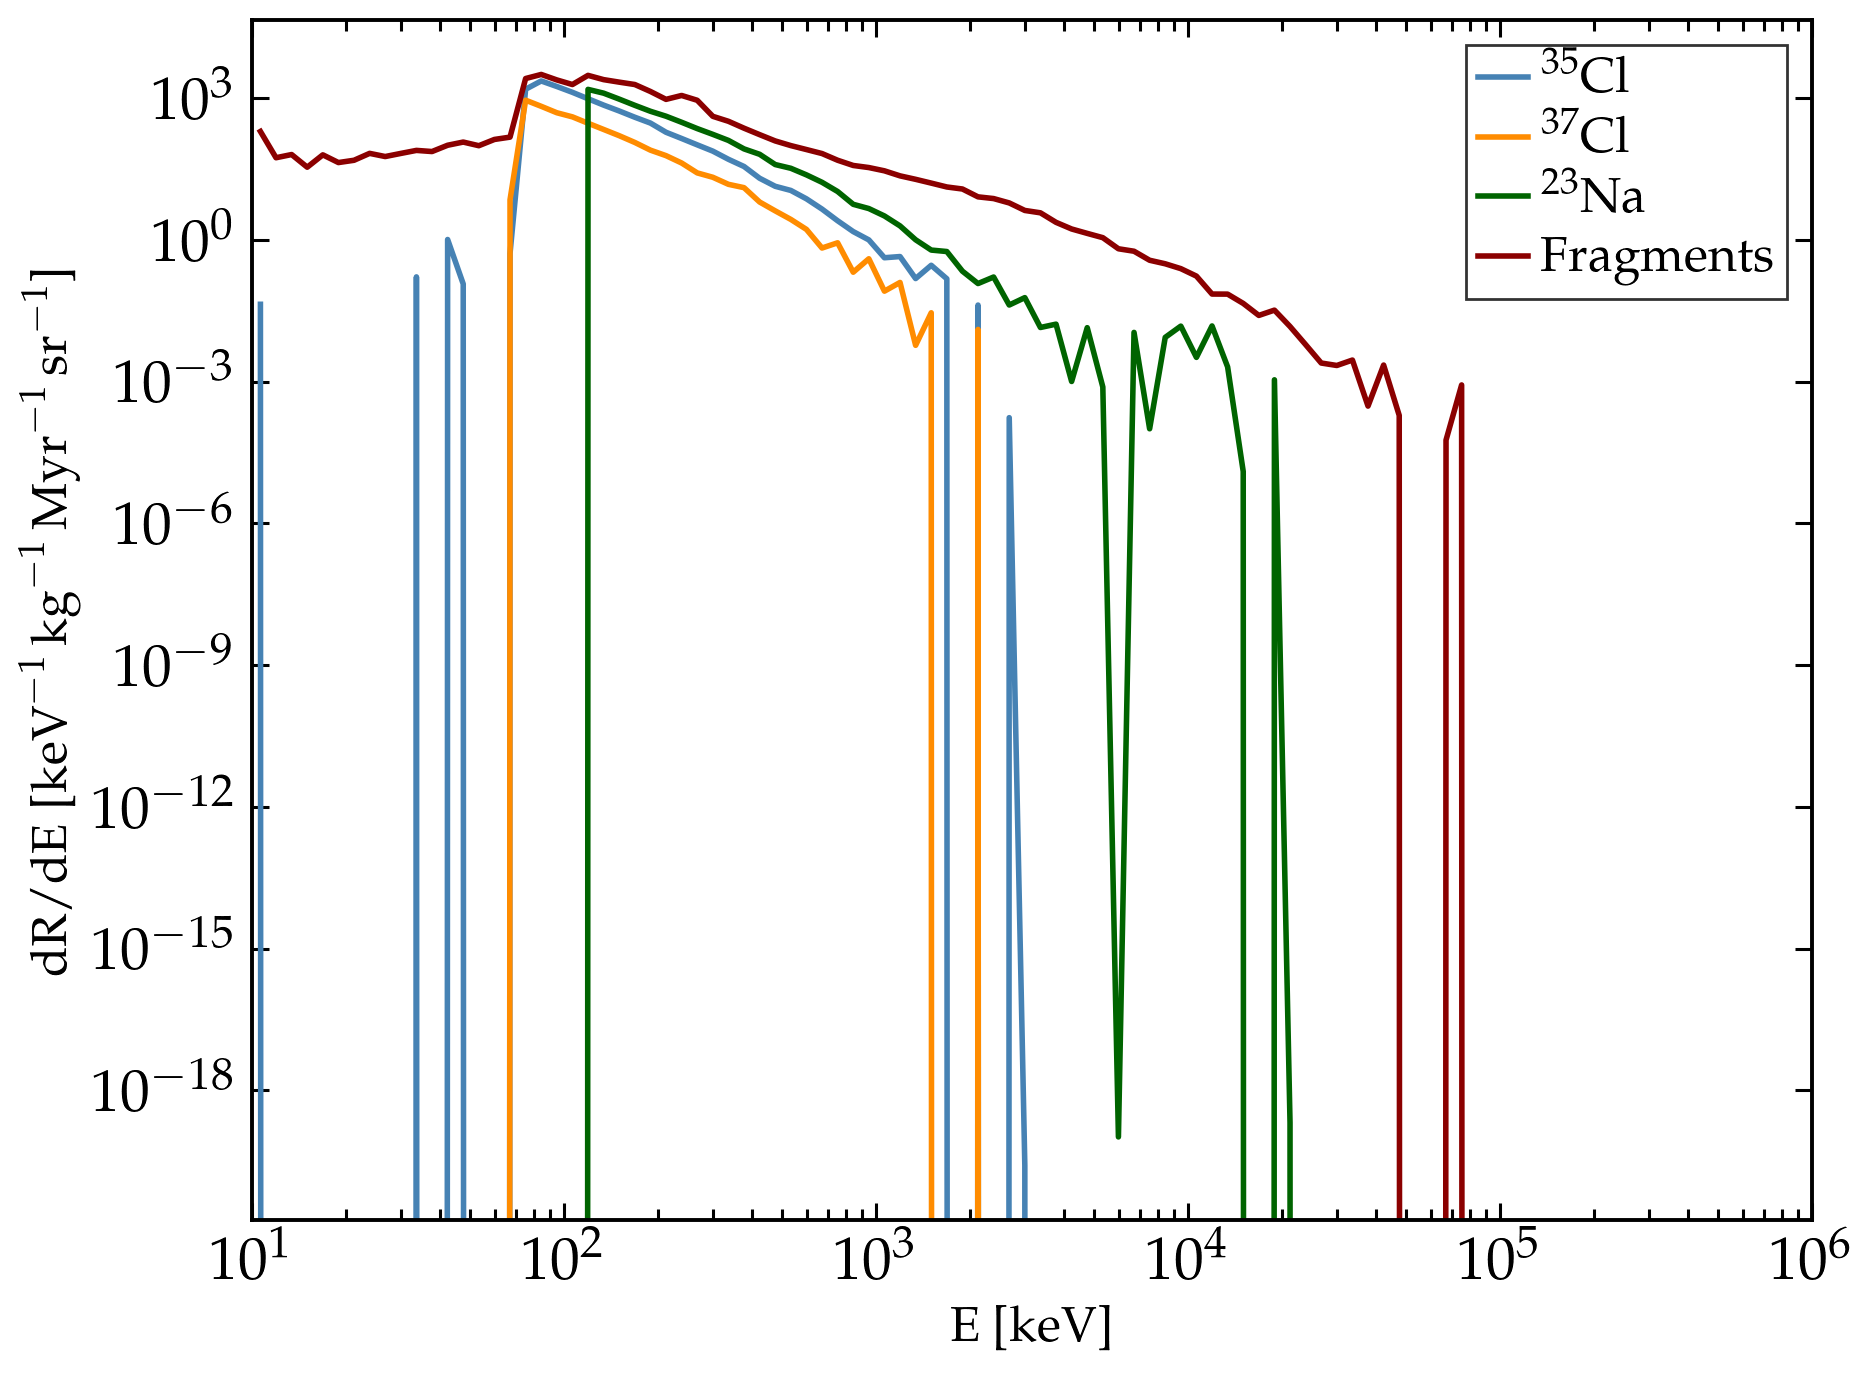 ³⁵Cl
³⁷Cl
²³Na
Fragments
10³
10⁰
10⁻³
10⁻⁶
10⁻⁹
10⁻¹²
10⁻¹⁵
10⁻¹⁸
dR/dE [keV⁻¹ kg⁻¹ Myr⁻¹ sr⁻¹]
10¹ 10² 10³ 10⁴ 10⁵ 10⁶
E [keV]